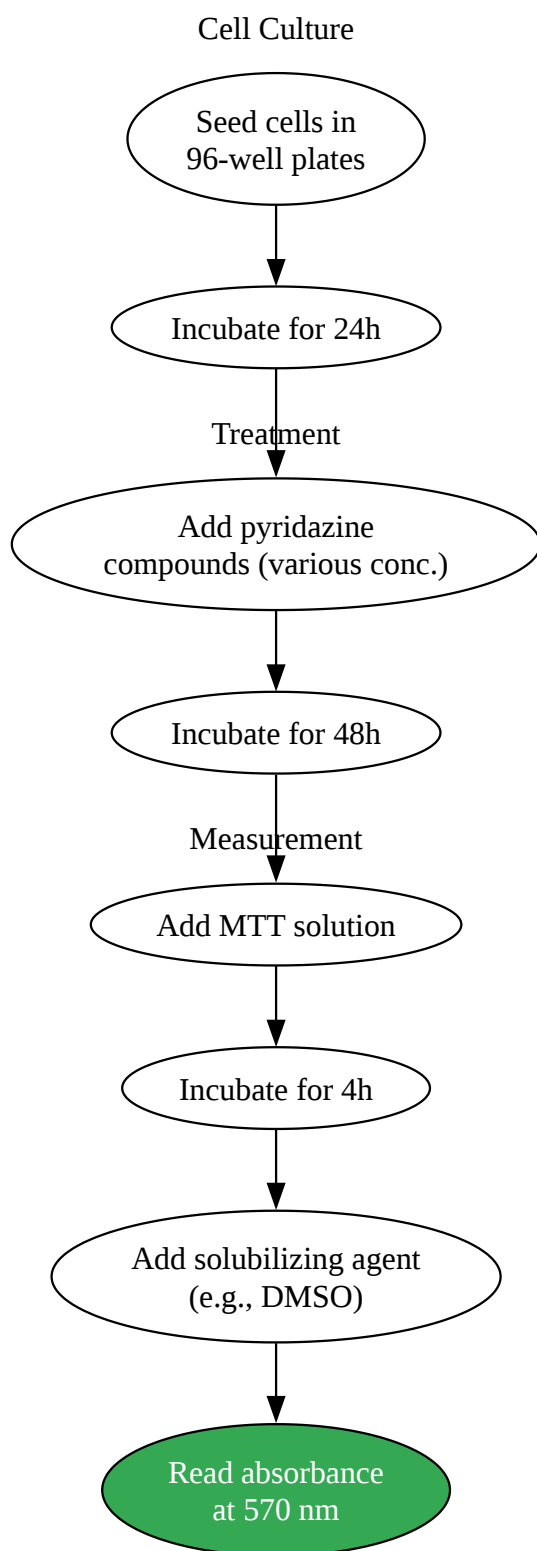 Cell Culture
Seed cells in
96-well plates
Incubate for 24h
Treatment
Add pyridazine
compounds (various conc.)
Incubate for 48h
Measurement
Add MTT solution
Incubate for 4h
Add solubilizing agent
(e.g., DMSO)
Read absorbance
at 570 nm